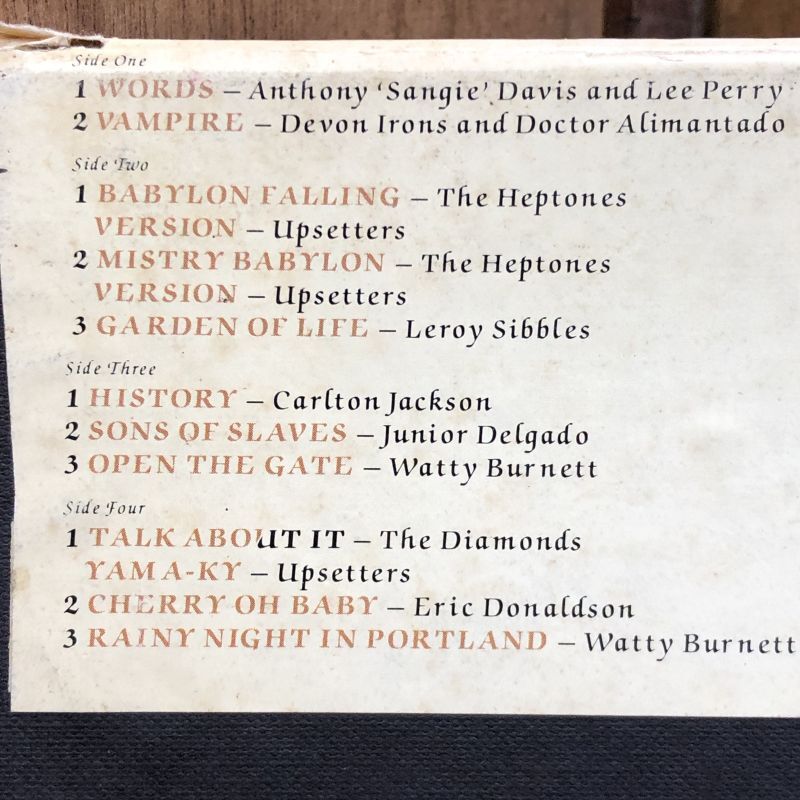 Side One
1 WORDS – Anthony 'Sangie' Davis and Lee Perry
2 VAMPIRE – Devon Irons and Doctor Alimantado
Side Two
1 BABYLON FALLING – The Heptones
VERSION – Upsetters
2 MISTRY BABYLON – The Heptones
VERSION – Upsetters
3 GARDEN OF LIFE – Leroy Sibbles
Side Three
1 HISTORY – Carlton Jackson
2 SONS OF SLAVES – Junior Delgado
3 OPEN THE GATE – Watty Burnett
Side Four
1 TALK ABOUT IT – The Diamonds
YAMA-KY – Upsetters
2 CHERRY OH BABY – Eric Donaldson
3 RAINY NIGHT IN PORTLAND – Watty Burnett